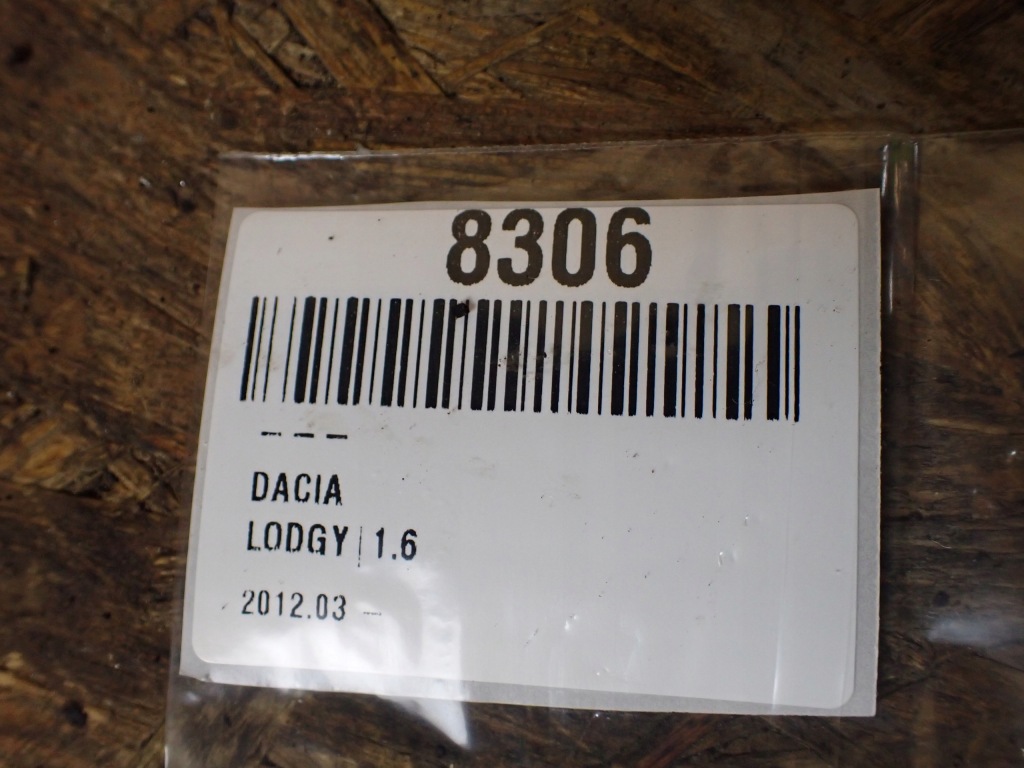 8306
---
DACIA
LODGY | 1.6
2012.03 -